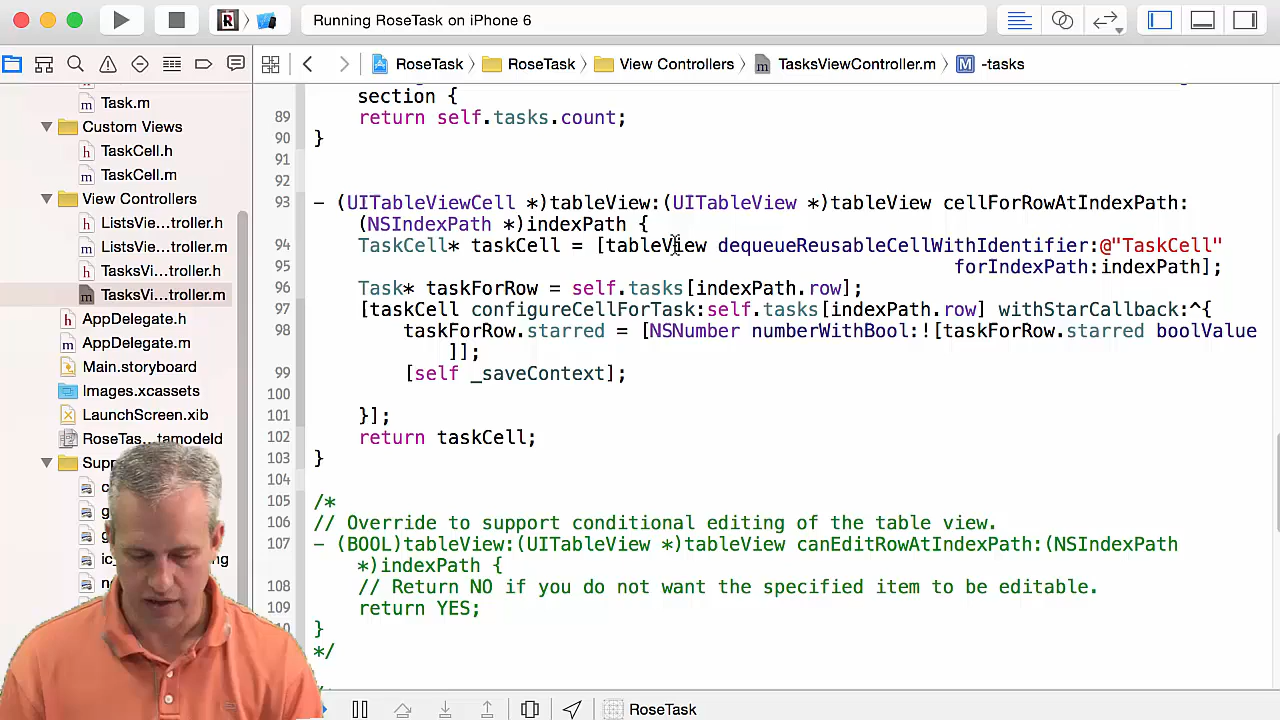 Running RoseTask on iPhone 6
RoseTask
RoseTask
View Controllers
TasksViewController.m
M
-tasks
m Task.m
Custom Views
h TaskCell.h
m TaskCell.m
View Controllers
h ListsVie...troller.h
m ListsVie...troller.m
h TasksVi...troller.h
m TasksVi...troller.m
h AppDelegate.h
m AppDelegate.m
Main.storyboard
Images.xcassets
LaunchScreen.xib
RoseTas...tamodeld
section {
89 return self.tasks.count;
90 }
91
92
93 - (UITableViewCell *)tableView:(UITableView *)tableView cellForRowAtIndexPath:
(NSIndexPath *)indexPath {
94 TaskCell* taskCell = [tableView dequeueReusableCellWithIdentifier:@"TaskCell"
95 forIndexPath:indexPath];
96 Task* taskForRow = self.tasks[indexPath.row];
97 [taskCell configureCellForTask:self.tasks[indexPath.row] withStarCallback:^{
98 taskForRow.starred = [NSNumber numberWithBool:![taskForRow.starred boolValue
]];
99 [self _saveContext];
100
101 }];
102 return taskCell;
103 }
104
105 /*
106 // Override to support conditional editing of the table view.
107 - (BOOL)tableView:(UITableView *)tableView canEditRowAtIndexPath:(NSIndexPath
*)indexPath {
108 // Return NO if you do not want the specified item to be editable.
109 return YES;
}
*/
RoseTask